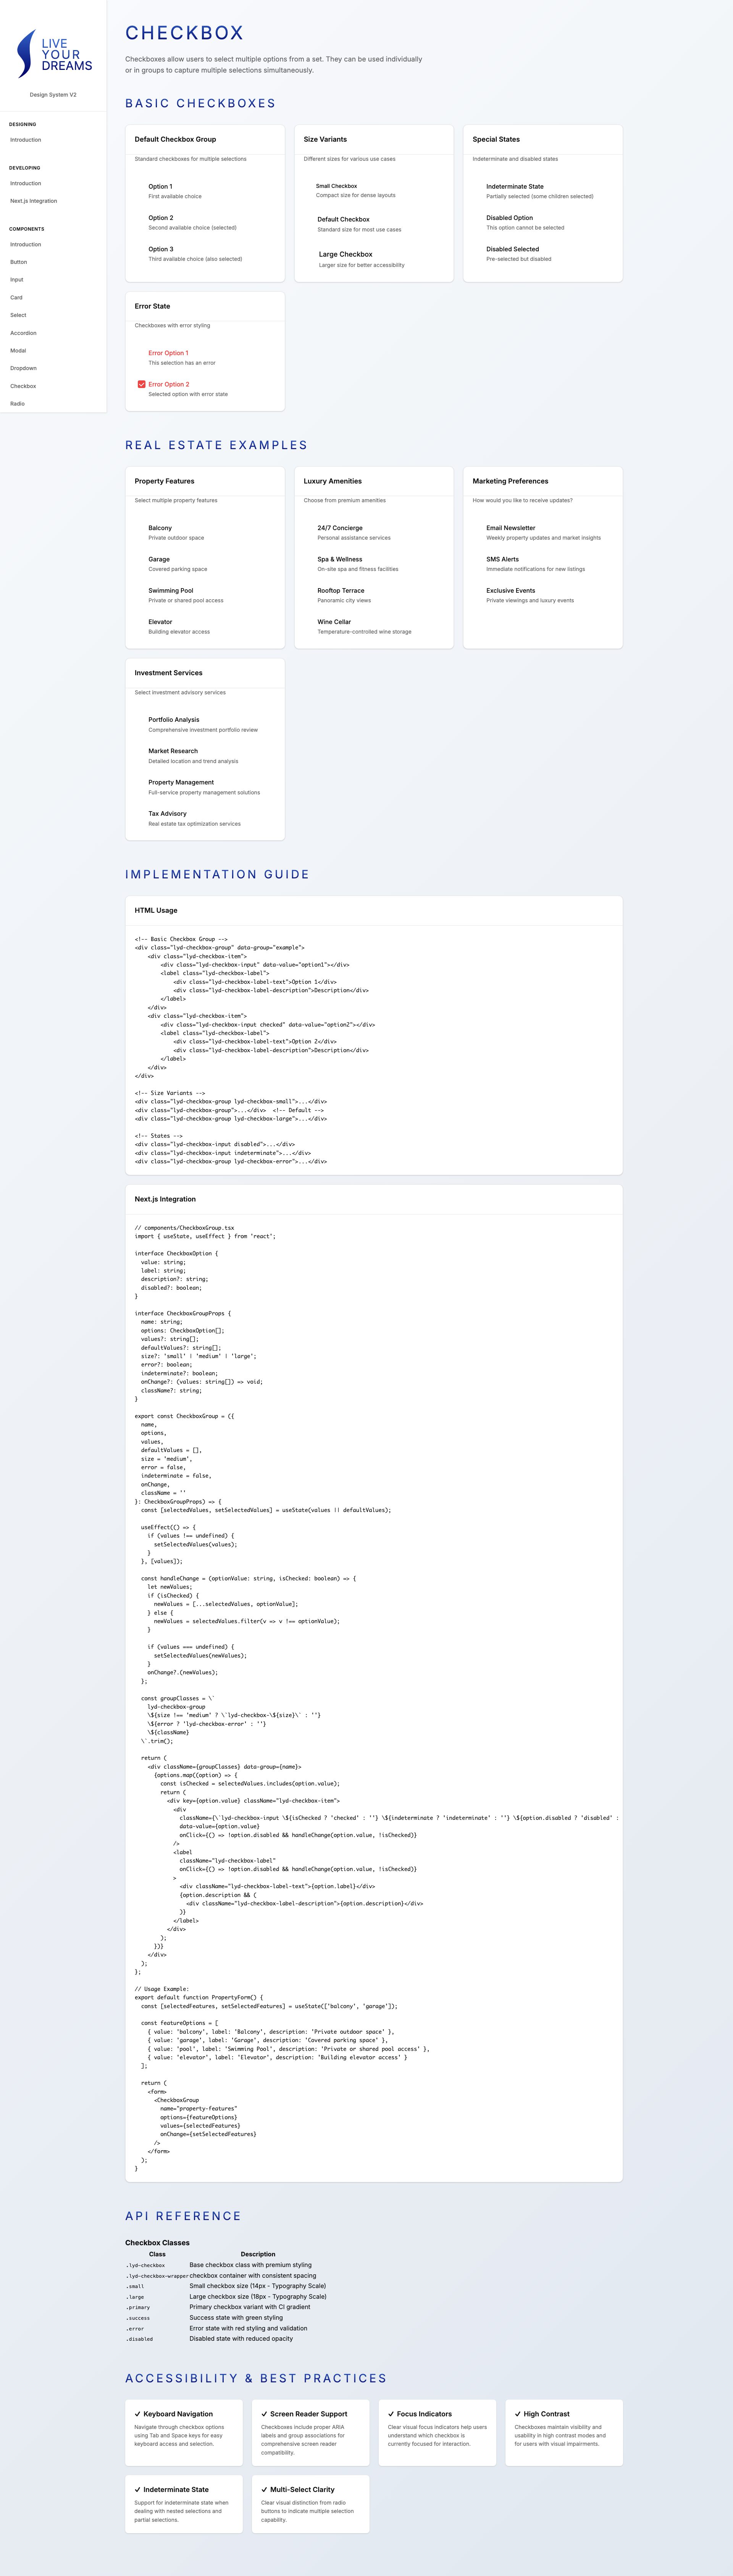 LIVE
YOUR
DREAMS
Design System V2
DESIGNING
Introduction
DEVELOPING
Introduction
Next.js Integration
COMPONENTS
Introduction
Button
Input
Card
Select
Accordion
Modal
Dropdown
Checkbox
Radio
CHECKBOX
Checkboxes allow users to select multiple options from a set. They can be used individually
or in groups to capture multiple selections simultaneously.
BASIC CHECKBOXES
Default Checkbox Group
Standard checkboxes for multiple selections
Option 1
First available choice
Option 2
Second available choice (selected)
Option 3
Third available choice (also selected)
Size Variants
Different sizes for various use cases
Small Checkbox
Compact size for dense layouts
Default Checkbox
Standard size for most use cases
Large Checkbox
Larger size for better accessibility
Special States
Indeterminate and disabled states
Indeterminate State
Partially selected (some children selected)
Disabled Option
This option cannot be selected
Disabled Selected
Pre-selected but disabled
Error State
Checkboxes with error styling
Error Option 1
This selection has an error
Error Option 2
Selected option with error state
REAL ESTATE EXAMPLES
Property Features
Select multiple property features
Balcony
Private outdoor space
Garage
Covered parking space
Swimming Pool
Private or shared pool access
Elevator
Building elevator access
Luxury Amenities
Choose from premium amenities
24/7 Concierge
Personal assistance services
Spa & Wellness
On-site spa and fitness facilities
Rooftop Terrace
Panoramic city views
Wine Cellar
Temperature-controlled wine storage
Marketing Preferences
How would you like to receive updates?
Email Newsletter
Weekly property updates and market insights
SMS Alerts
Immediate notifications for new listings
Exclusive Events
Private viewings and luxury events
Investment Services
Select investment advisory services
Portfolio Analysis
Comprehensive investment portfolio review
Market Research
Detailed location and trend analysis
Property Management
Full-service property management solutions
Tax Advisory
Real estate tax optimization services
IMPLEMENTATION GUIDE
HTML Usage
<!-- Basic Checkbox Group -->
<div class="lyd-checkbox-group" data-group="example">
    <div class="lyd-checkbox-item">
        <div class="lyd-checkbox-input" data-value="option1"></div>
        <label class="lyd-checkbox-label">
            <div class="lyd-checkbox-label-text">Option 1</div>
            <div class="lyd-checkbox-label-description">Description</div>
        </label>
    </div>
    <div class="lyd-checkbox-item">
        <div class="lyd-checkbox-input checked" data-value="option2"></div>
        <label class="lyd-checkbox-label">
            <div class="lyd-checkbox-label-text">Option 2</div>
            <div class="lyd-checkbox-label-description">Description</div>
        </label>
    </div>
</div>
<!-- Size Variants -->
<div class="lyd-checkbox-group lyd-checkbox-small">...</div>
<div class="lyd-checkbox-group">...</div>  <!-- Default -->
<div class="lyd-checkbox-group lyd-checkbox-large">...</div>
<!-- States -->
<div class="lyd-checkbox-input disabled">...</div>
<div class="lyd-checkbox-input indeterminate">...</div>
<div class="lyd-checkbox-group lyd-checkbox-error">...</div>
Next.js Integration
// components/CheckboxGroup.tsx
import { useState, useEffect } from 'react';
interface CheckboxOption {
  value: string;
  label: string;
  description?: string;
  disabled?: boolean;
}
interface CheckboxGroupProps {
  name: string;
  options: CheckboxOption[];
  values?: string[];
  defaultValues?: string[];
  size?: 'small' | 'medium' | 'large';
  error?: boolean;
  indeterminate?: boolean;
  onChange?: (values: string[]) => void;
  className?: string;
}
export const CheckboxGroup = ({
  name,
  options,
  values,
  defaultValues = [],
  size = 'medium',
  error = false,
  indeterminate = false,
  onChange,
  className = ''
}: CheckboxGroupProps) => {
  const [selectedValues, setSelectedValues] = useState(values || defaultValues);
  useEffect(() => {
    if (values !== undefined) {
      setSelectedValues(values);
    }
  }, [values]);
  const handleChange = (optionValue: string, isChecked: boolean) => {
    let newValues;
    if (isChecked) {
      newValues = [...selectedValues, optionValue];
    } else {
      newValues = selectedValues.filter(v => v !== optionValue);
    }
    if (values === undefined) {
      setSelectedValues(newValues);
    }
    onChange?.(newValues);
  };
  const groupClasses = \`
    lyd-checkbox-group
    \${size !== 'medium' ? \`lyd-checkbox-\${size}\` : ''}
    \${error ? 'lyd-checkbox-error' : ''}
    \${className}
  \`.trim();
  return (
    <div className={groupClasses} data-group={name}>
      {options.map((option) => {
        const isChecked = selectedValues.includes(option.value);
        return (
          <div key={option.value} className="lyd-checkbox-item">
            <div
              className={\`lyd-checkbox-input \${isChecked ? 'checked' : ''} \${indeterminate ? 'indeterminate' : ''} \${option.disabled ? 'disabled' :
              data-value={option.value}
              onClick={() => !option.disabled && handleChange(option.value, !isChecked)}
            />
            <label
              className="lyd-checkbox-label"
              onClick={() => !option.disabled && handleChange(option.value, !isChecked)}
            >
              <div className="lyd-checkbox-label-text">{option.label}</div>
              {option.description && (
                <div className="lyd-checkbox-label-description">{option.description}</div>
              )}
            </label>
          </div>
        );
      })}
    </div>
  );
};
// Usage Example:
export default function PropertyForm() {
  const [selectedFeatures, setSelectedFeatures] = useState(['balcony', 'garage']);
  const featureOptions = [
    { value: 'balcony', label: 'Balcony', description: 'Private outdoor space' },
    { value: 'garage', label: 'Garage', description: 'Covered parking space' },
    { value: 'pool', label: 'Swimming Pool', description: 'Private or shared pool access' },
    { value: 'elevator', label: 'Elevator', description: 'Building elevator access' }
  ];
  return (
    <form>
      <CheckboxGroup
        name="property-features"
        options={featureOptions}
        values={selectedFeatures}
        onChange={setSelectedFeatures}
      />
    </form>
  );
}
API REFERENCE
Checkbox Classes
Class Description
.lyd-checkbox Base checkbox class with premium styling
.lyd-checkbox-wrapper checkbox container with consistent spacing
.small Small checkbox size (14px - Typography Scale)
.large Large checkbox size (18px - Typography Scale)
.primary Primary checkbox variant with CI gradient
.success Success state with green styling
.error Error state with red styling and validation
.disabled Disabled state with reduced opacity
ACCESSIBILITY & BEST PRACTICES
✓ Keyboard Navigation
Navigate through checkbox options
using Tab and Space keys for easy
keyboard access and selection.
✓ Screen Reader Support
Checkboxes include proper ARIA
labels and group associations for
comprehensive screen reader
compatibility.
✓ Focus Indicators
Clear visual focus indicators help users
understand which checkbox is
currently focused for interaction.
✓ High Contrast
Checkboxes maintain visibility and
usability in high contrast modes and
for users with visual impairments.
✓ Indeterminate State
Support for indeterminate state when
dealing with nested selections and
partial selections.
✓ Multi-Select Clarity
Clear visual distinction from radio
buttons to indicate multiple selection
capability.